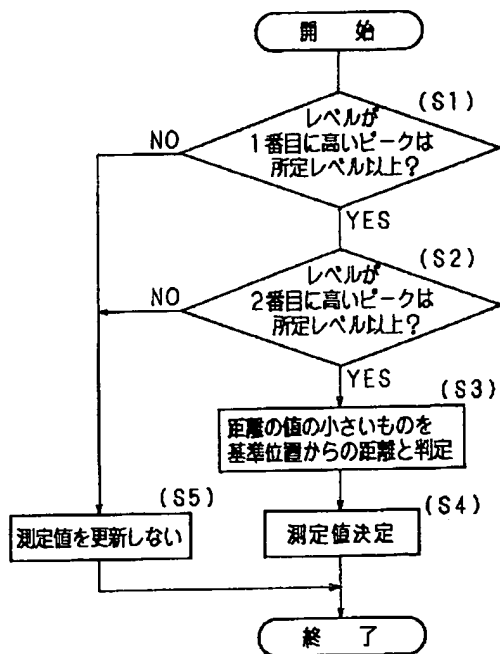 開 始
(S1)
レベルが
1番目に高いピークは
所定レベル以上?
NO
YES
(S2)
レベルが
2番目に高いピークは
所定レベル以上?
NO
YES
(S3)
距離の値の小さいものを
基準位置からの距離と判定
(S5)
測定値を更新しない
(S4)
測定値決定
終 了